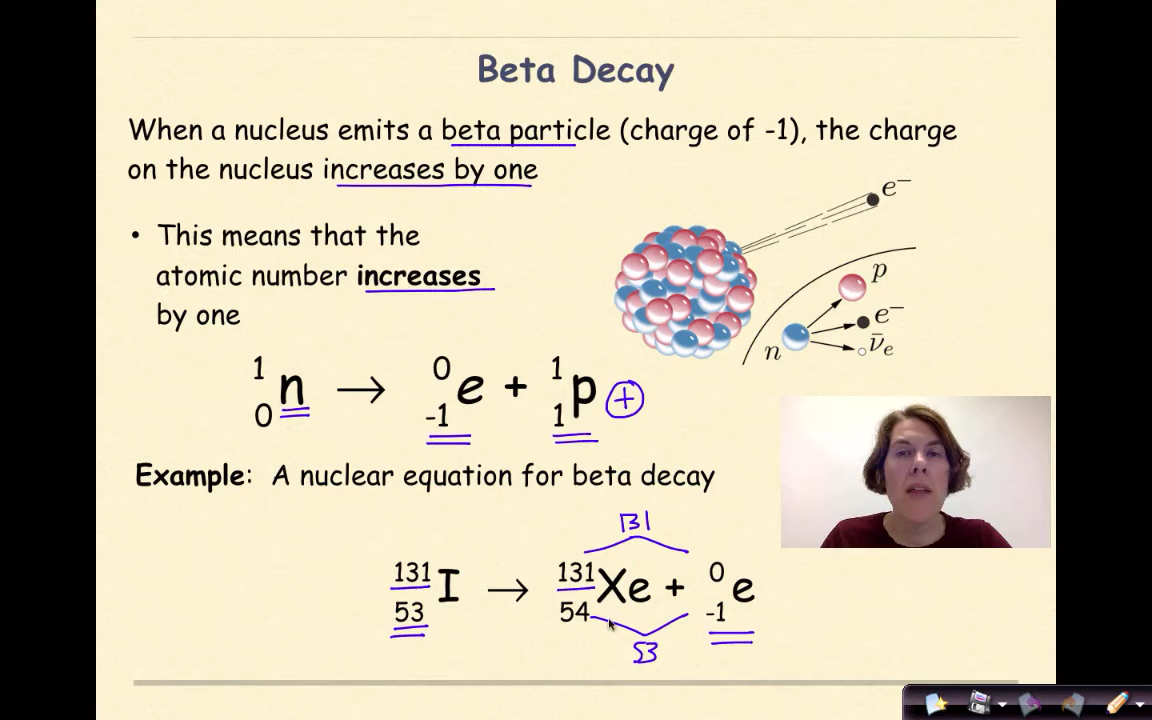 Beta Decay
When a nucleus emits a beta particle (charge of -1), the charge
on the nucleus increases by one
• This means that the
atomic number increases
by one
e⁻
p
e⁻
n
ν̄ₑ
¹₀n → ⁰₋₁e + ¹₁p +
Example: A nuclear equation for beta decay
131
¹³¹₅₃I → ¹³¹₅₄Xe + ⁰₋₁e
53